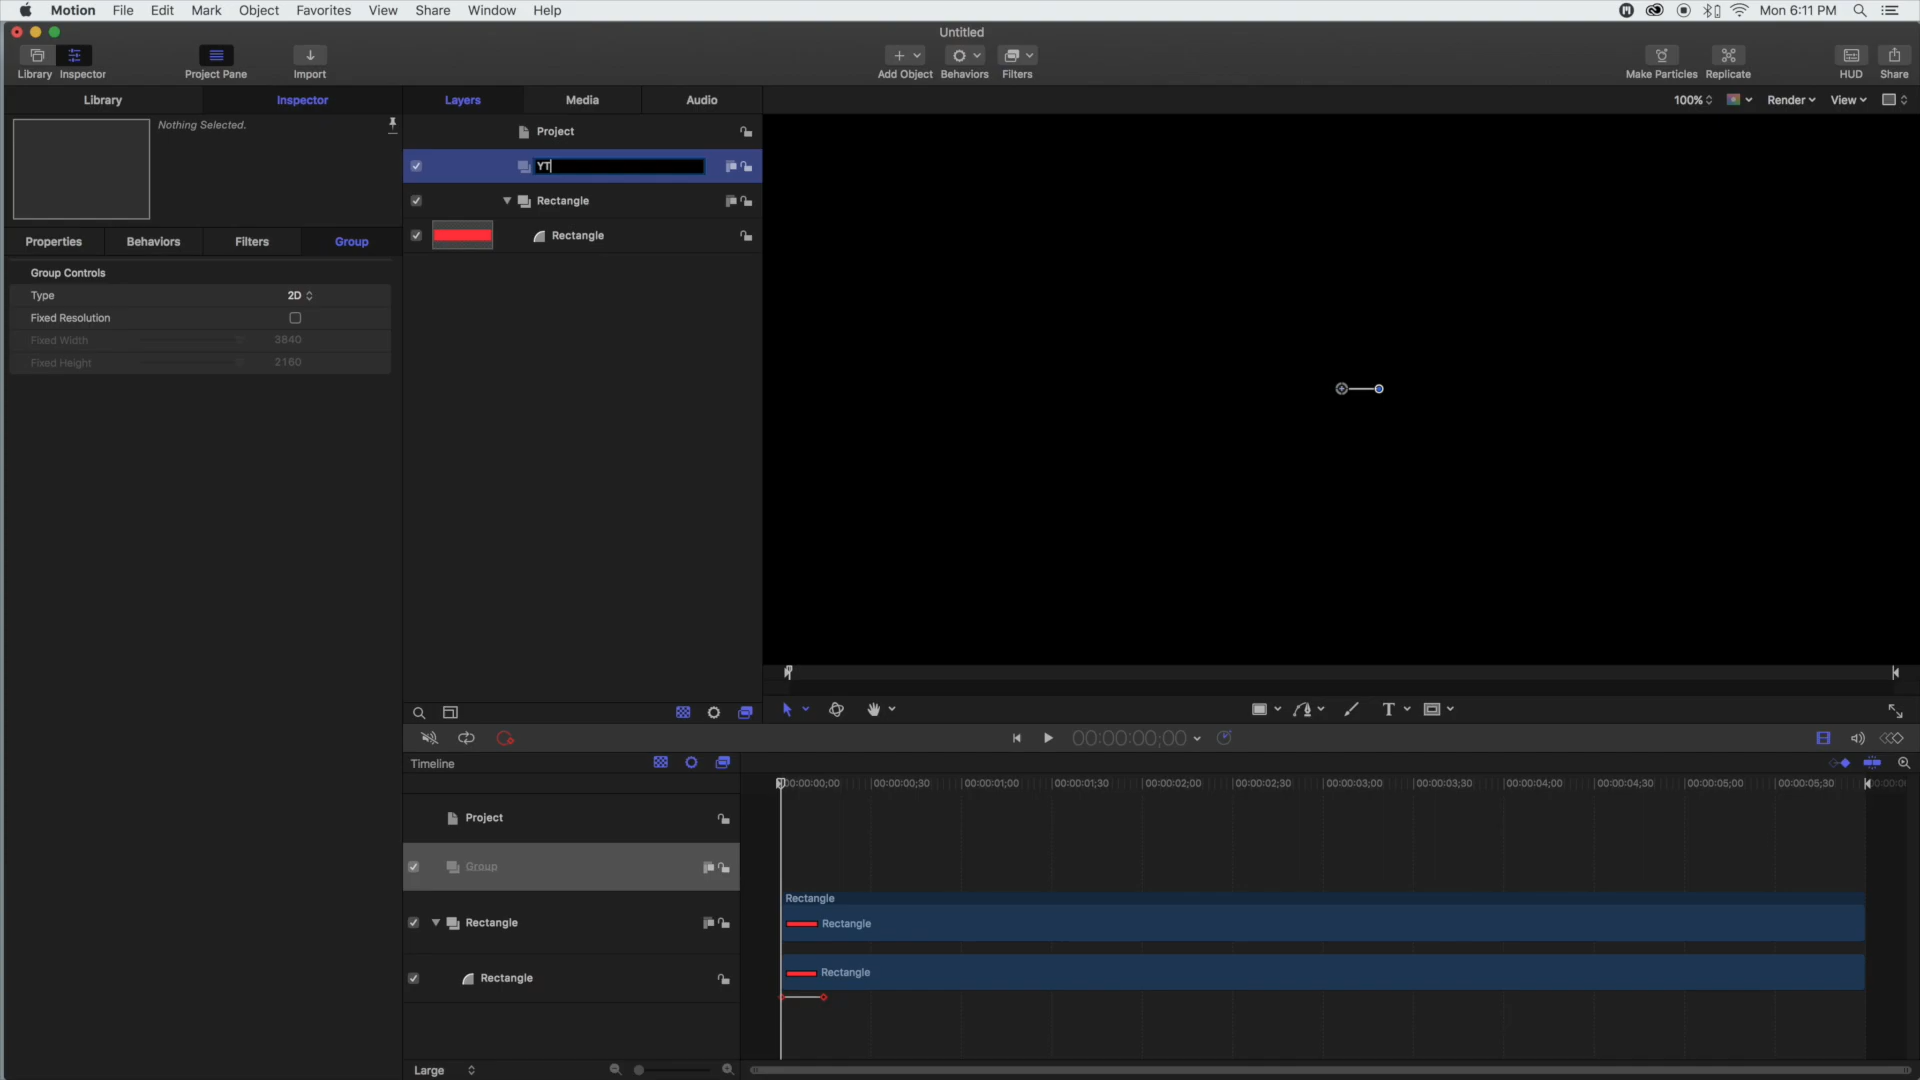 Motion File Edit Mark Object Favorites View Share Window Help Mon 6:11 PM
Untitled
Library Inspector Project Pane Import Add Object Behaviors Filters Make Particles Replicate HUD Share
Library Inspector Layers Media Audio 100% Render View
Nothing Selected.
Project
YT
Rectangle
Rectangle
Properties Behaviors Filters Group
Group Controls
Type 2D
Fixed Resolution
Fixed Width 3840
Fixed Height 2160
T
00:00:00;00
Timeline
00:00:00;00 00:00:00;30 00:00:01;00 00:00:01;30 00:00:02;00 00:00:02;30 00:00:03;00 00:00:03;30 00:00:04;00 00:00:04;30 00:00:05;00 00:00:05;30
Project
Group
Rectangle
Rectangle Rectangle
Rectangle Rectangle
Large